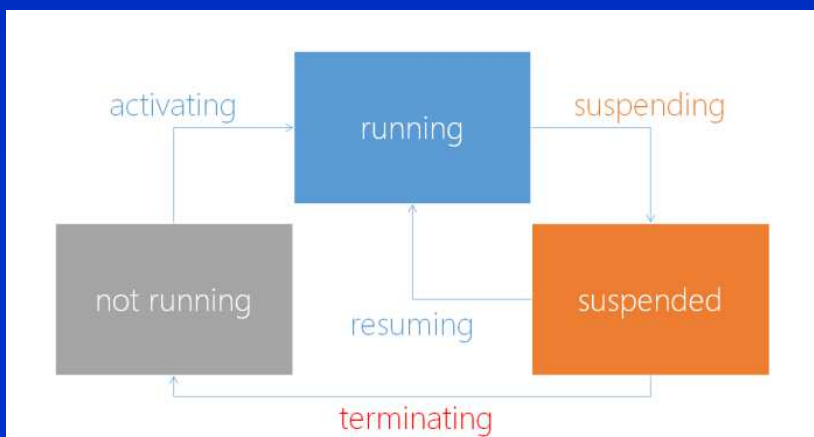 activating
suspending
running
not running
suspended
resuming
terminating